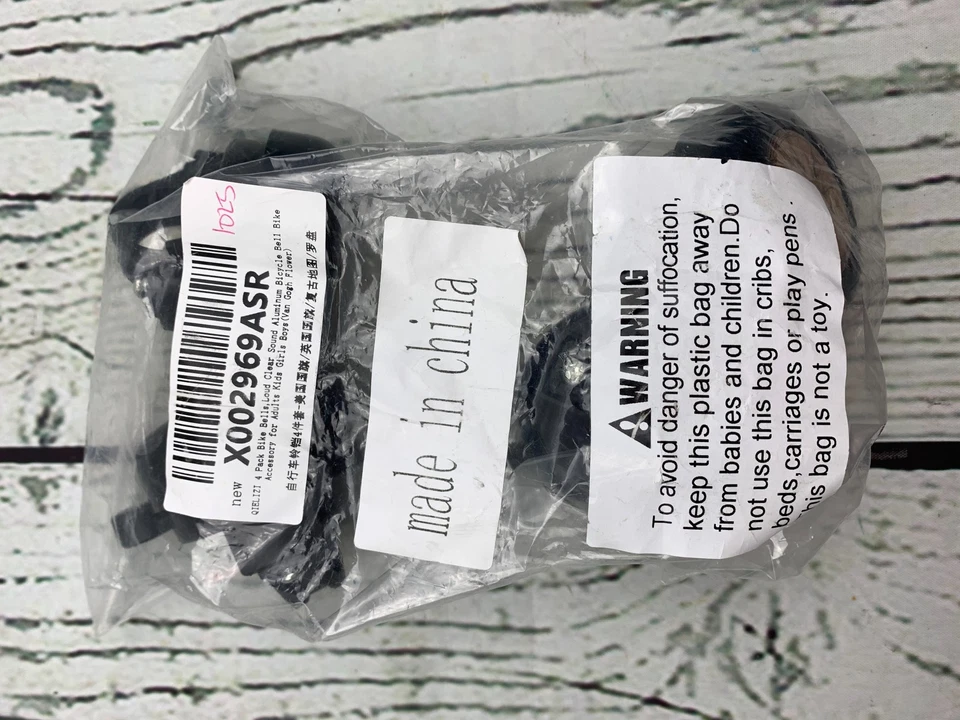 1025
X002969ASR
new
QIELIZI 4 Pack Bike Bells,Loud Clear Sound Aluminum Bicycle Bell Bike
Accessory for Adults Kids Girls Boys(Van Gogh Flower)
自行车铃铛4件套-美国国旗/英国国旗/复古地图/罗盘
made in china
WARNING
To avoid danger of suffocation,
keep this plastic bag away
from babies and children.Do
not use this bag in cribs,
beds,carriages or play pens .
his bag is not a toy.